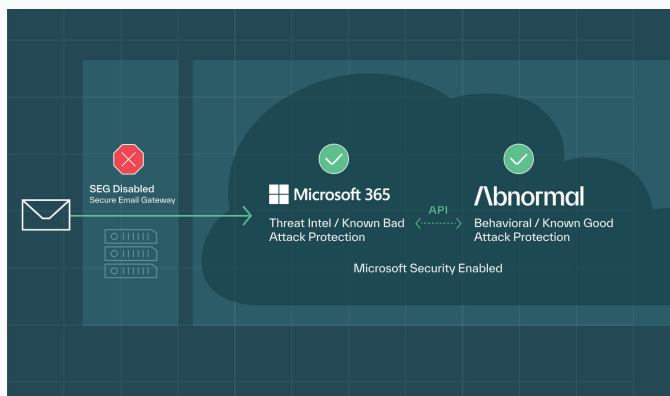 SEG Disabled
Secure Email Gateway
Microsoft 365
Threat Intel / Known Bad
Attack Protection
API
Abnormal
Behavioral / Known Good
Attack Protection
Microsoft Security Enabled